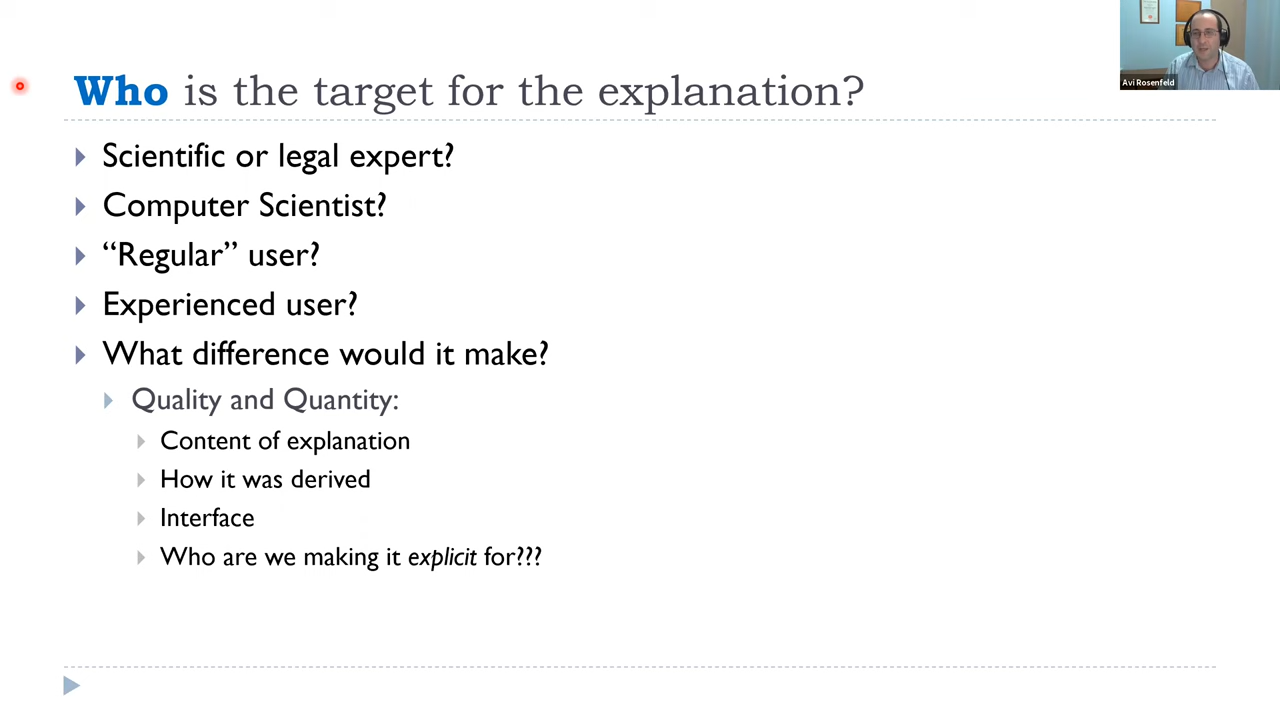 Who is the target for the explanation?
Scientific or legal expert?
Computer Scientist?
“Regular” user?
Experienced user?
What difference would it make?
Quality and Quantity:
Content of explanation
How it was derived
Interface
Who are we making it explicit for???
Avi Rosenfeld